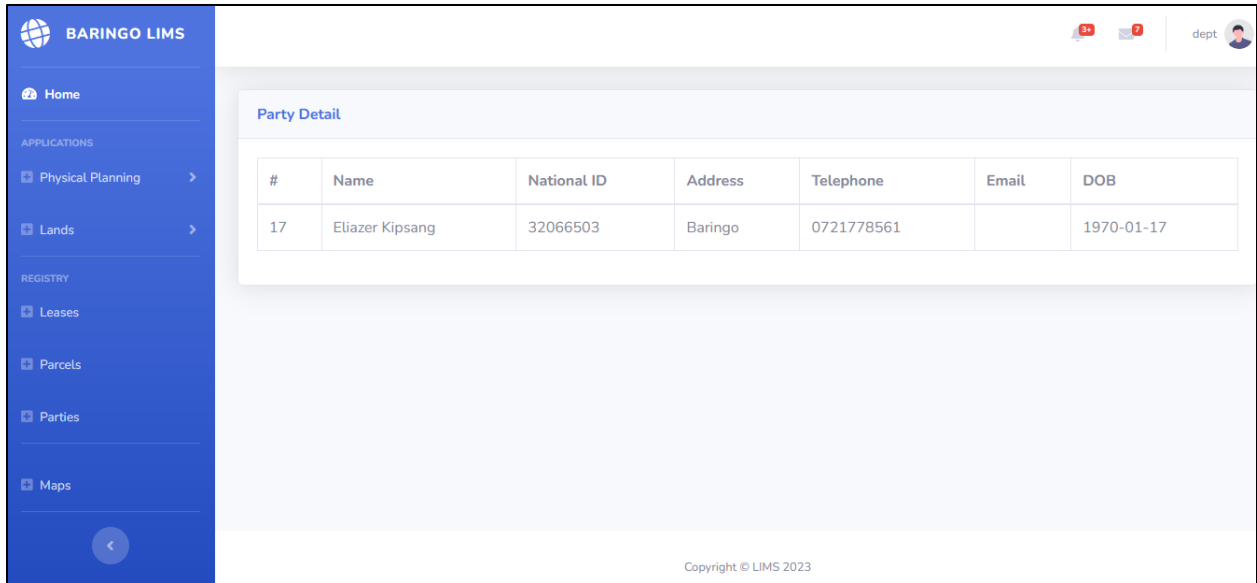 BARINGO LIMS
3+ 7 dept
Home
APPLICATIONS
Physical Planning
Lands
REGISTRY
Leases
Parcels
Parties
Maps
Party Detail
# Name National ID Address Telephone Email DOB
17 Eliazer Kipsang 32066503 Baringo 0721778561 1970-01-17
Copyright © LIMS 2023